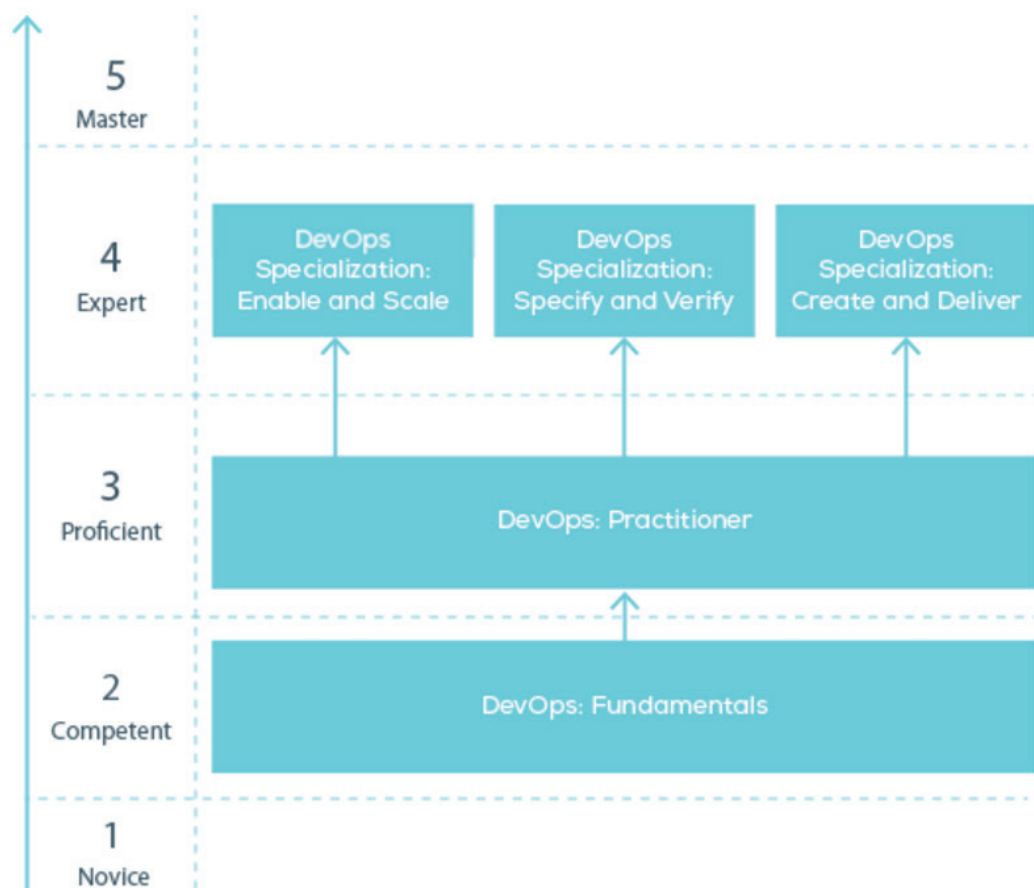 5
Master
4
Expert
DevOps
Specialization:
Enable and Scale
DevOps
Specialization:
Specify and Verify
DevOps
Specialization:
Create and Deliver
3
Proficient
DevOps: Practitioner
2
Competent
DevOps: Fundamentals
1
Novice